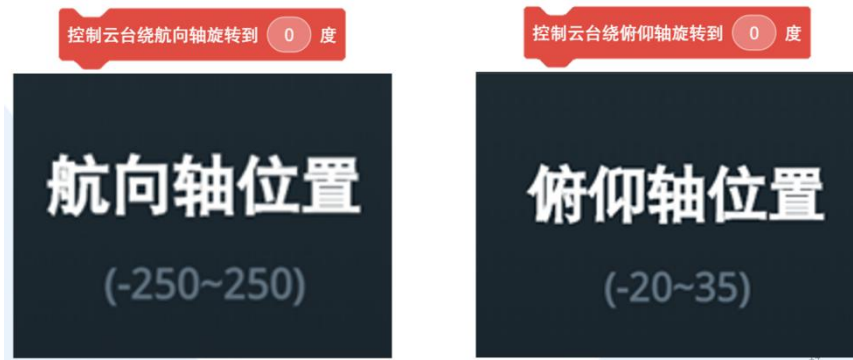 控制云台绕航向轴旋转到 0 度
航向轴位置
(-250~250)
控制云台绕俯仰轴旋转到 0 度
俯仰轴位置
(-20~35)